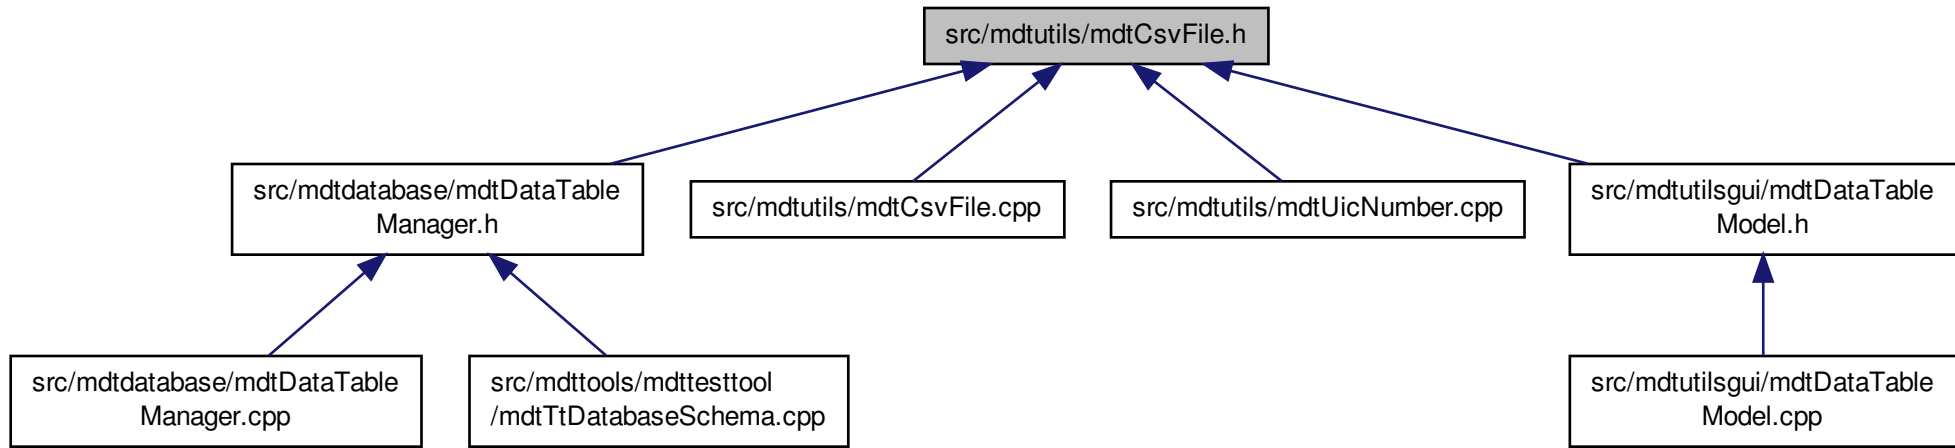 src/mdtutils/mdtCsvFile.h
src/mdtdatabase/mdtDataTable
Manager.h
src/mdtutils/mdtCsvFile.cpp
src/mdtutils/mdtUicNumber.cpp
src/mdtutilsgui/mdtDataTable
Model.h
src/mdtdatabase/mdtDataTable
Manager.cpp
src/mdttools/mdttesttool
/mdtTtDatabaseSchema.cpp
src/mdtutilsgui/mdtDataTable
Model.cpp